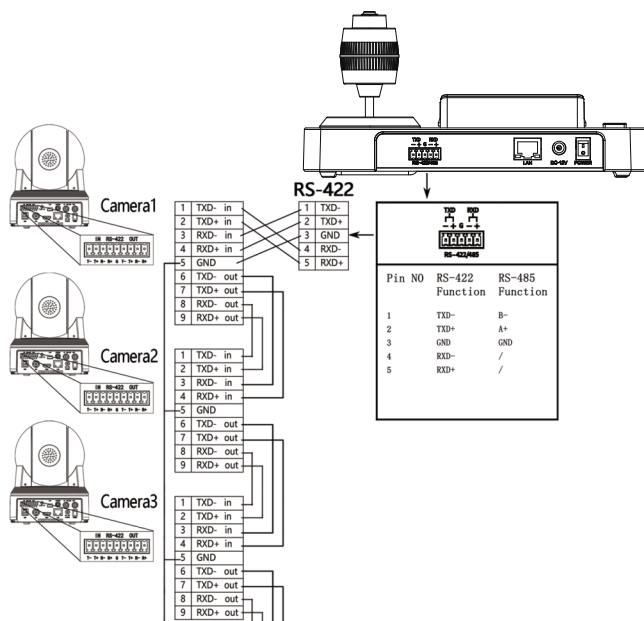 TXD RXD
- + G - +
RS-422/485
LAN
DC-12V
POWER
RS-422
1 TXD-
2 TXD+
3 GND
4 RXD-
5 RXD+
TXD RXD
- + G - +
RS-422/485
Pin NO RS-422 Function RS-485 Function
1 TXD- B-
2 TXD+ A+
3 GND GND
4 RXD- /
5 RXD+ /
Camera1
IN RS-422 OUT
T- T+ R- R+ G T- T+ R- R+
1 TXD- in
2 TXD+ in
3 RXD- in
4 RXD+ in
5 GND
6 TXD- out
7 TXD+ out
8 RXD- out
9 RXD+ out
Camera2
IN RS-422 OUT
T- T+ R- R+ G T- T+ R- R+
1 TXD- in
2 TXD+ in
3 RXD- in
4 RXD+ in
5 GND
6 TXD- out
7 TXD+ out
8 RXD- out
9 RXD+ out
Camera3
IN RS-422 OUT
T- T+ R- R+ G T- T+ R- R+
1 TXD- in
2 TXD+ in
3 RXD- in
4 RXD+ in
5 GND
6 TXD- out
7 TXD+ out
8 RXD- out
9 RXD+ out